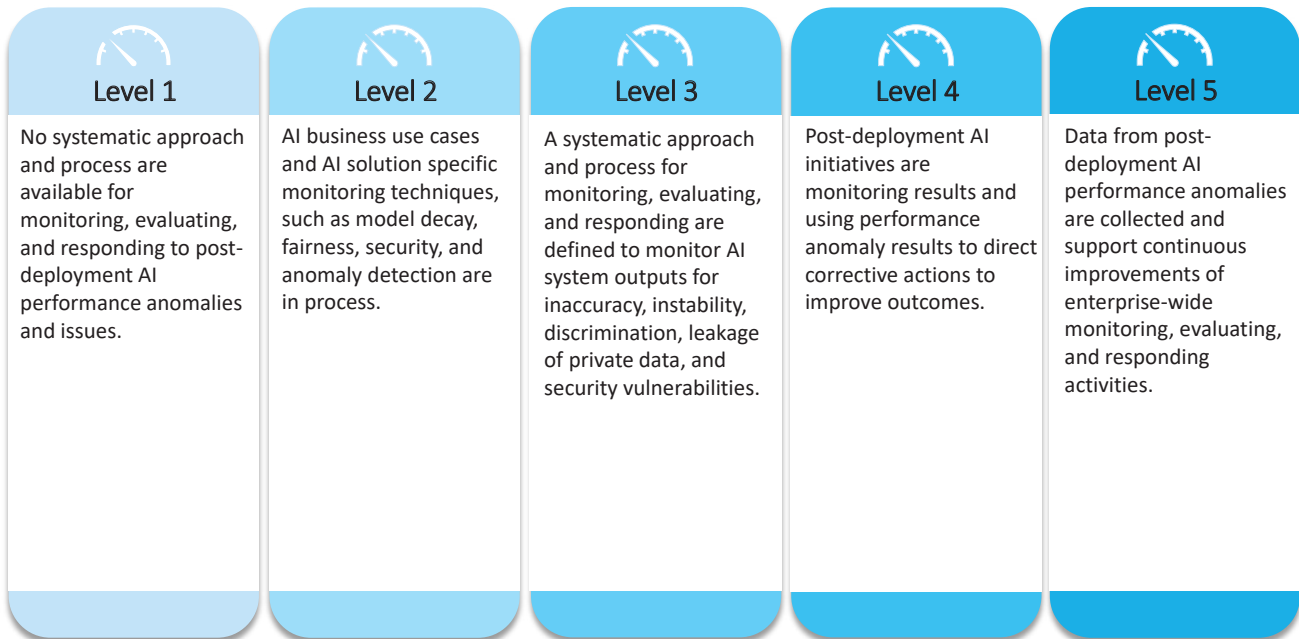 Level 1
No systematic approach
and process are
available for
monitoring, evaluating,
and responding to post-
deployment AI
performance anomalies
and issues.
Level 2
AI business use cases
and AI solution specific
monitoring techniques,
such as model decay,
fairness, security, and
anomaly detection are
in process.
Level 3
A systematic approach
and process for
monitoring, evaluating,
and responding are
defined to monitor AI
system outputs for
inaccuracy, instability,
discrimination, leakage
of private data, and
security vulnerabilities.
Level 4
Post-deployment AI
initiatives are
monitoring results and
using performance
anomaly results to direct
corrective actions to
improve outcomes.
Level 5
Data from post-
deployment AI
performance anomalies
are collected and
support continuous
improvements of
enterprise-wide
monitoring, evaluating,
and responding
activities.